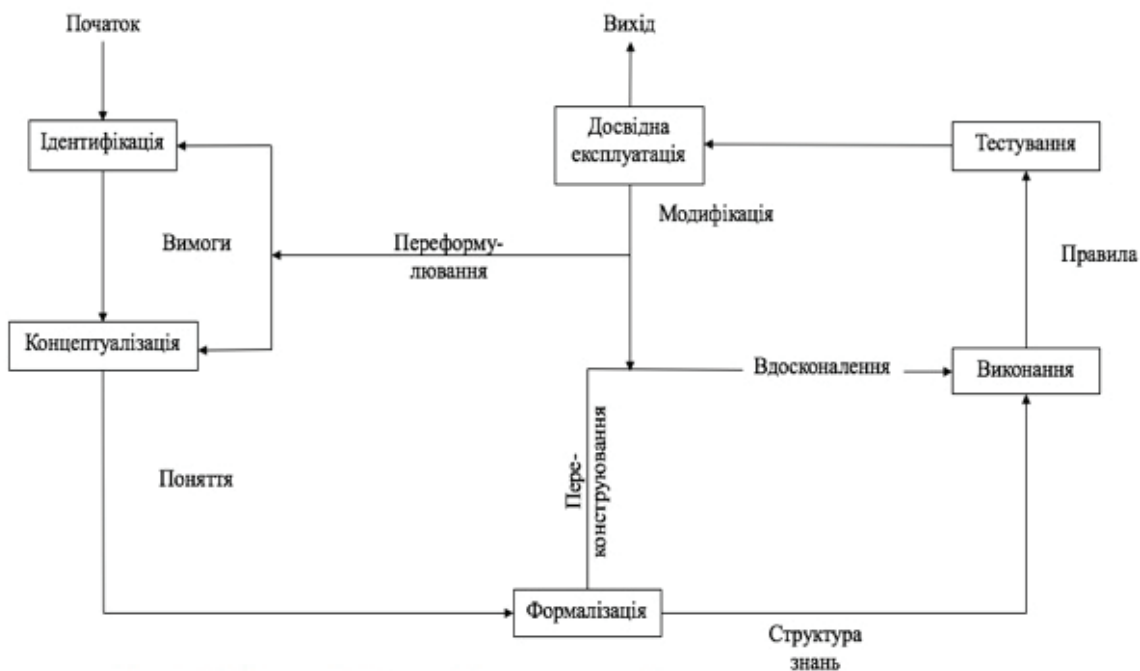 Початок
Вихід
Ідентифікація
Досвідна
експлуатація
Тестування
Модифікація
Вимоги
Переформу-
лювання
Правила
Концептуалізація
Вдосконалення
Виконання
Поняття
Пере-
конструювання
Формалізація
Структура
знань